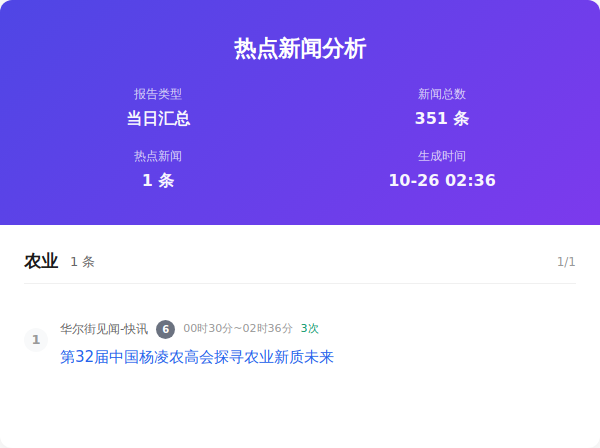 热点新闻分析
报告类型 新闻总数
当日汇总 351 条
热点新闻 生成时间
1 条 10-26 02:36
农业 1 条 1/1
1 华尔街见闻-快讯 6 00时30分~02时36分 3次
第32届中国杨凌农高会探寻农业新质未来